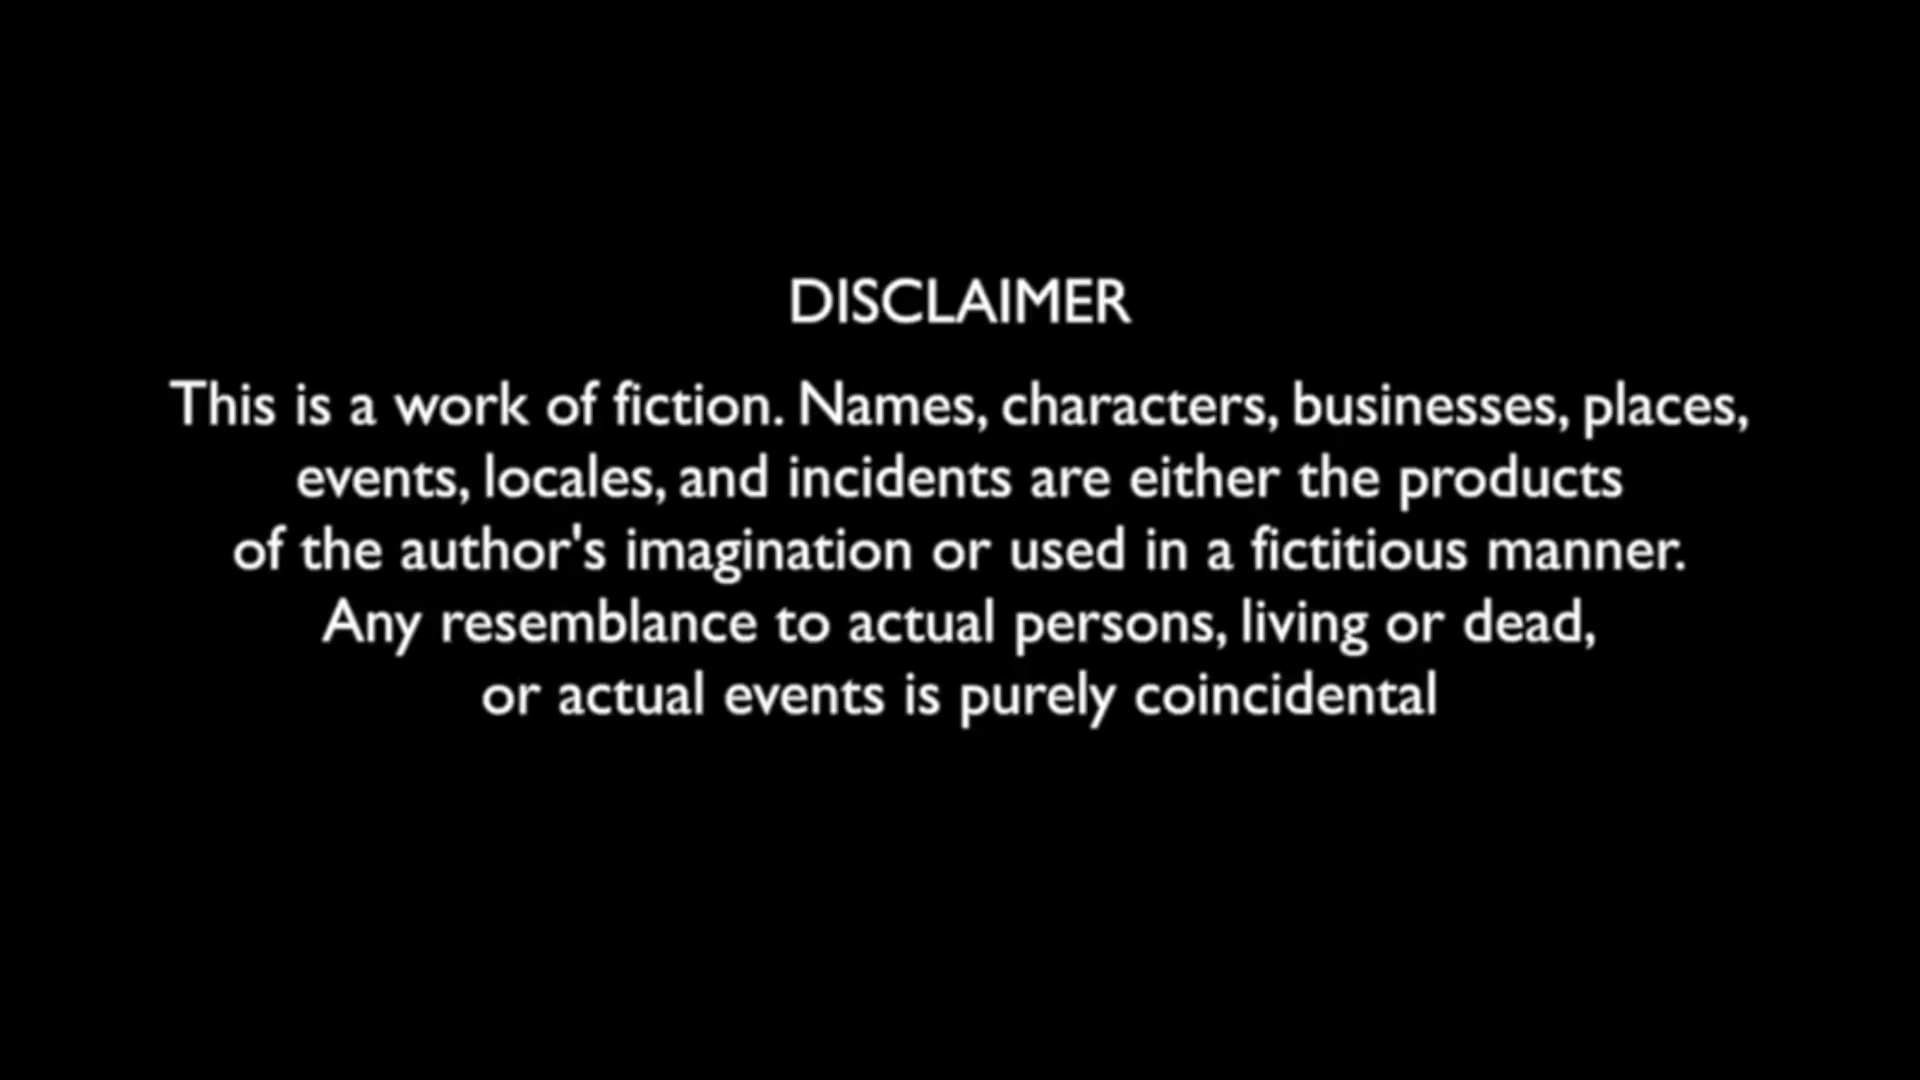 DISCLAIMER
This is a work of fiction. Names, characters, businesses, places,
events, locales, and incidents are either the products
of the author's imagination or used in a fictitious manner.
Any resemblance to actual persons, living or dead,
or actual events is purely coincidental